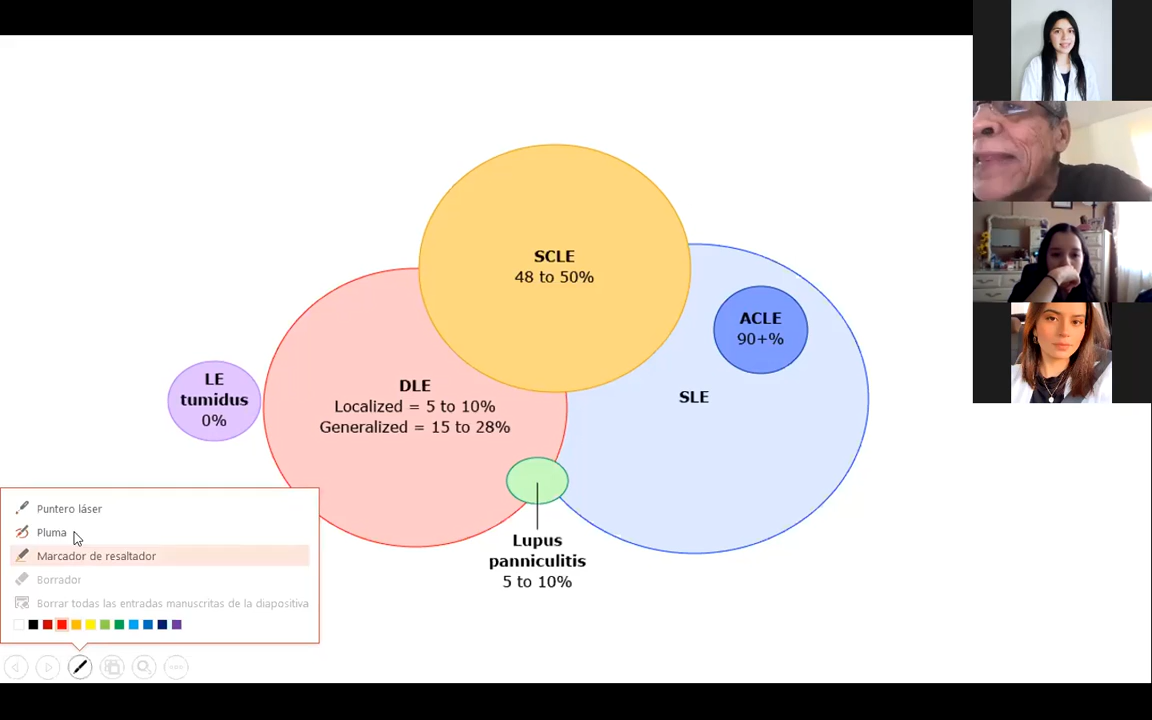 SCLE
48 to 50%
ACLE
90+%
LE
tumidus
0%
DLE
Localized = 5 to 10%
Generalized = 15 to 28%
SLE
Lupus
panniculitis
5 to 10%
Puntero láser
Pluma
Marcador de resaltador
Borrador
Borrar todas las entradas manuscritas de la diapositiva